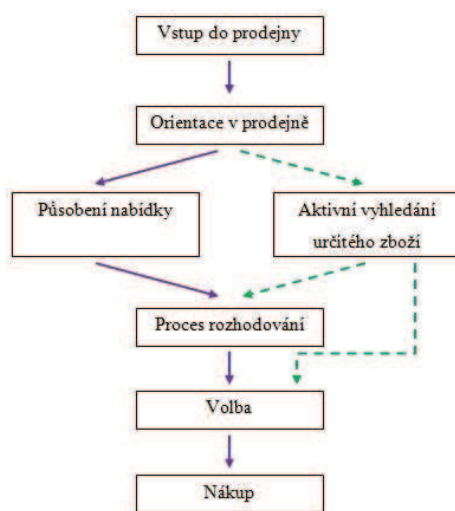 Vstup do prodejny
Orientace v prodejně
Působení nabídky
Aktivní vyhledání
určitého zboží
Proces rozhodování
Volba
Nákup